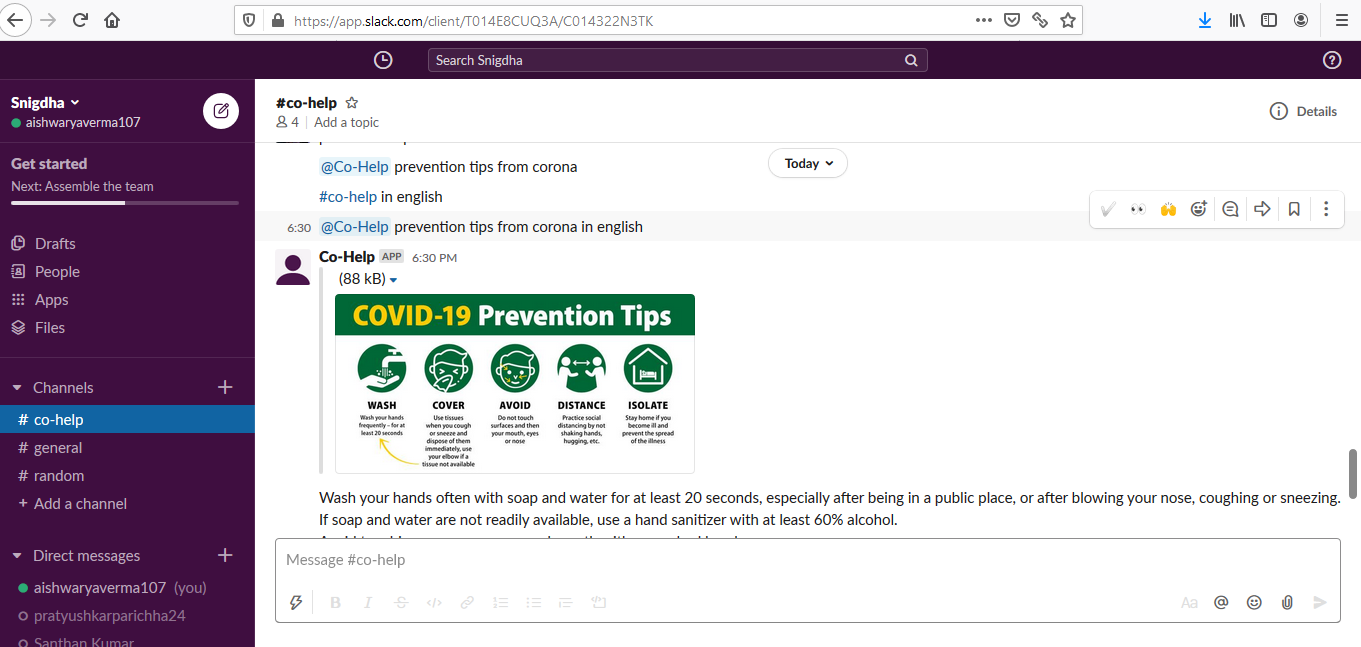 https://app.slack.com/client/T014E8CUQ3A/C014322N3TK
Search Snigdha
Snigdha
aishwaryaverma107
Get started
Next: Assemble the team
Drafts
People
Apps
Files
Channels
+
# co-help
# general
# random
+ Add a channel
Direct messages
+
aishwaryaverma107 (you)
pratyushkarparichha24
Santhan Kumar
#co-help
4
Add a topic
Details
Today
@Co-Help prevention tips from corona
#co-help in english
6:30 @Co-Help prevention tips from corona in english
Co-Help APP 6:30 PM
(88 kB)
COVID-19 Prevention Tips
WASH
Wash your hands
frequently – for at
least 20 seconds
COVER
Use tissues
when you cough
or sneeze and
dispose of them
immediately, use
your elbow if a
tissue not available
AVOID
Do not touch
surfaces and then
your mouth, eyes
or nose
DISTANCE
Practice social
distancing by not
shaking hands,
hugging, etc.
ISOLATE
Stay home if you
become ill and
prevent the spread
of the illness
Wash your hands often with soap and water for at least 20 seconds, especially after being in a public place, or after blowing your nose, coughing or sneezing.
If soap and water are not readily available, use a hand sanitizer with at least 60% alcohol.
Message #co-help
B I S
Aa @